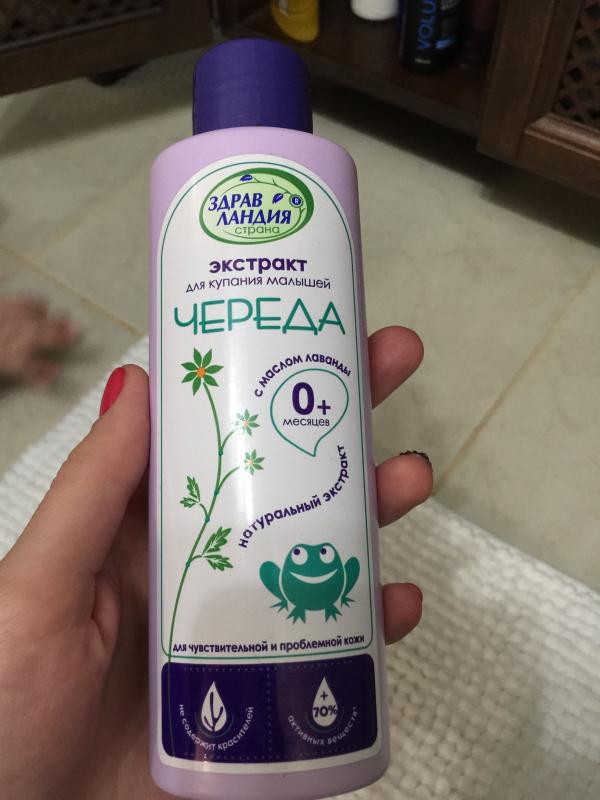 ЗДРАВ
ЛАНДИЯ
®
страна
экстракт
для купания малышей
ЧЕРЕДА
с маслом лаванды
0+
месяцев
натуральный экстракт
для чувствительной и проблемной кожи
не содержит красителей
+
70%
активных веществ*
VOLU